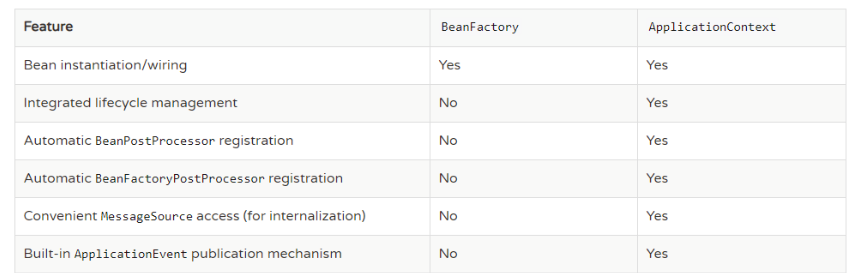 Feature BeanFactory ApplicationContext
Bean instantiation/wiring Yes Yes
Integrated lifecycle management No Yes
Automatic BeanPostProcessor registration No Yes
Automatic BeanFactoryPostProcessor registration No Yes
Convenient MessageSource access (for internalization) No Yes
Built-in ApplicationEvent publication mechanism No Yes